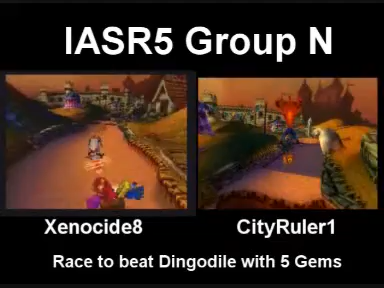 IASR5 Group N
Xenocide8
CityRuler1
Race to beat Dingodile with 5 Gems